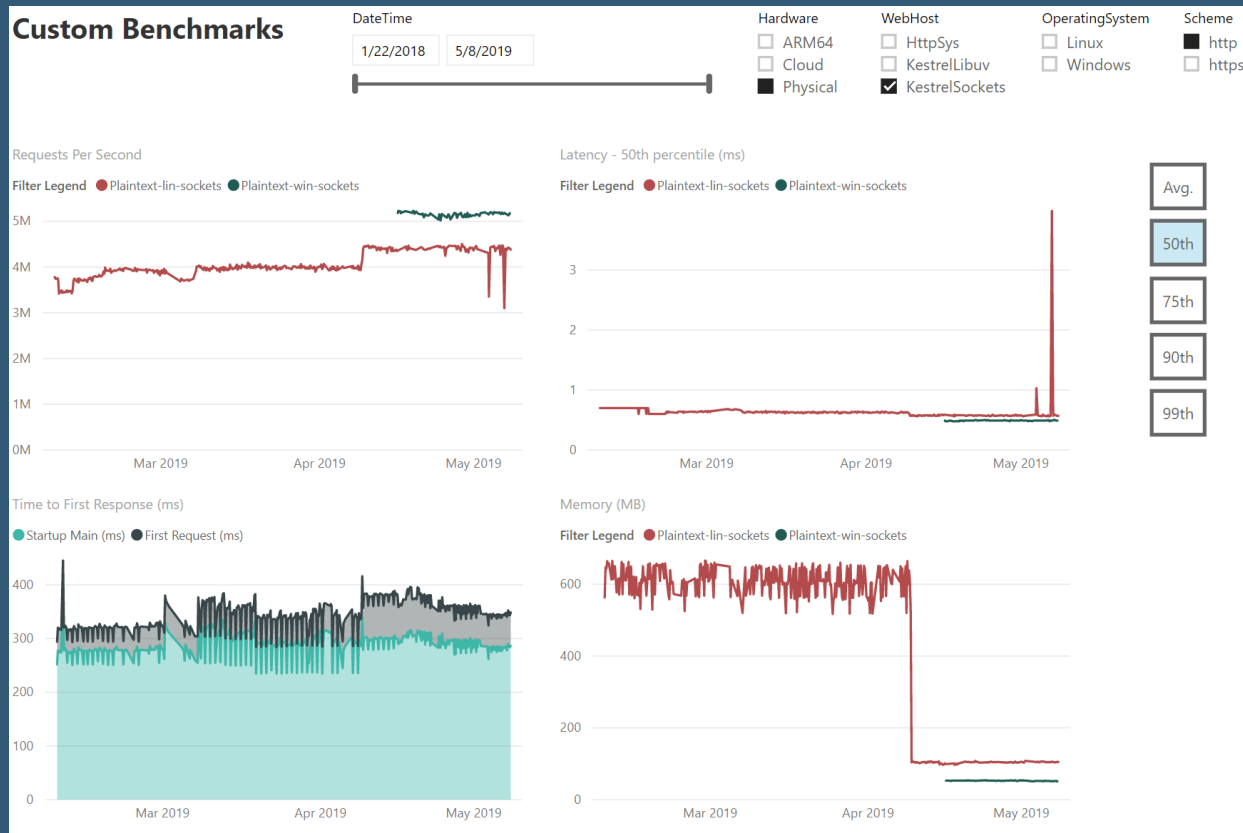 Custom Benchmarks
DateTime
1/22/2018 5/8/2019
Hardware
ARM64
Cloud
Physical
WebHost
HttpSys
KestrelLibuv
KestrelSockets
OperatingSystem
Linux
Windows
Scheme
http
https
Requests Per Second
Filter Legend Plaintext-lin-sockets Plaintext-win-sockets
5M
4M
3M
2M
1M
0M
Mar 2019 Apr 2019 May 2019
Latency - 50th percentile (ms)
Filter Legend Plaintext-lin-sockets Plaintext-win-sockets
3
2
1
0
Mar 2019 Apr 2019 May 2019
Avg.
50th
75th
90th
99th
Time to First Response (ms)
Startup Main (ms) First Request (ms)
400
300
200
100
0
Mar 2019 Apr 2019 May 2019
Memory (MB)
Filter Legend Plaintext-lin-sockets Plaintext-win-sockets
600
400
200
0
Mar 2019 Apr 2019 May 2019